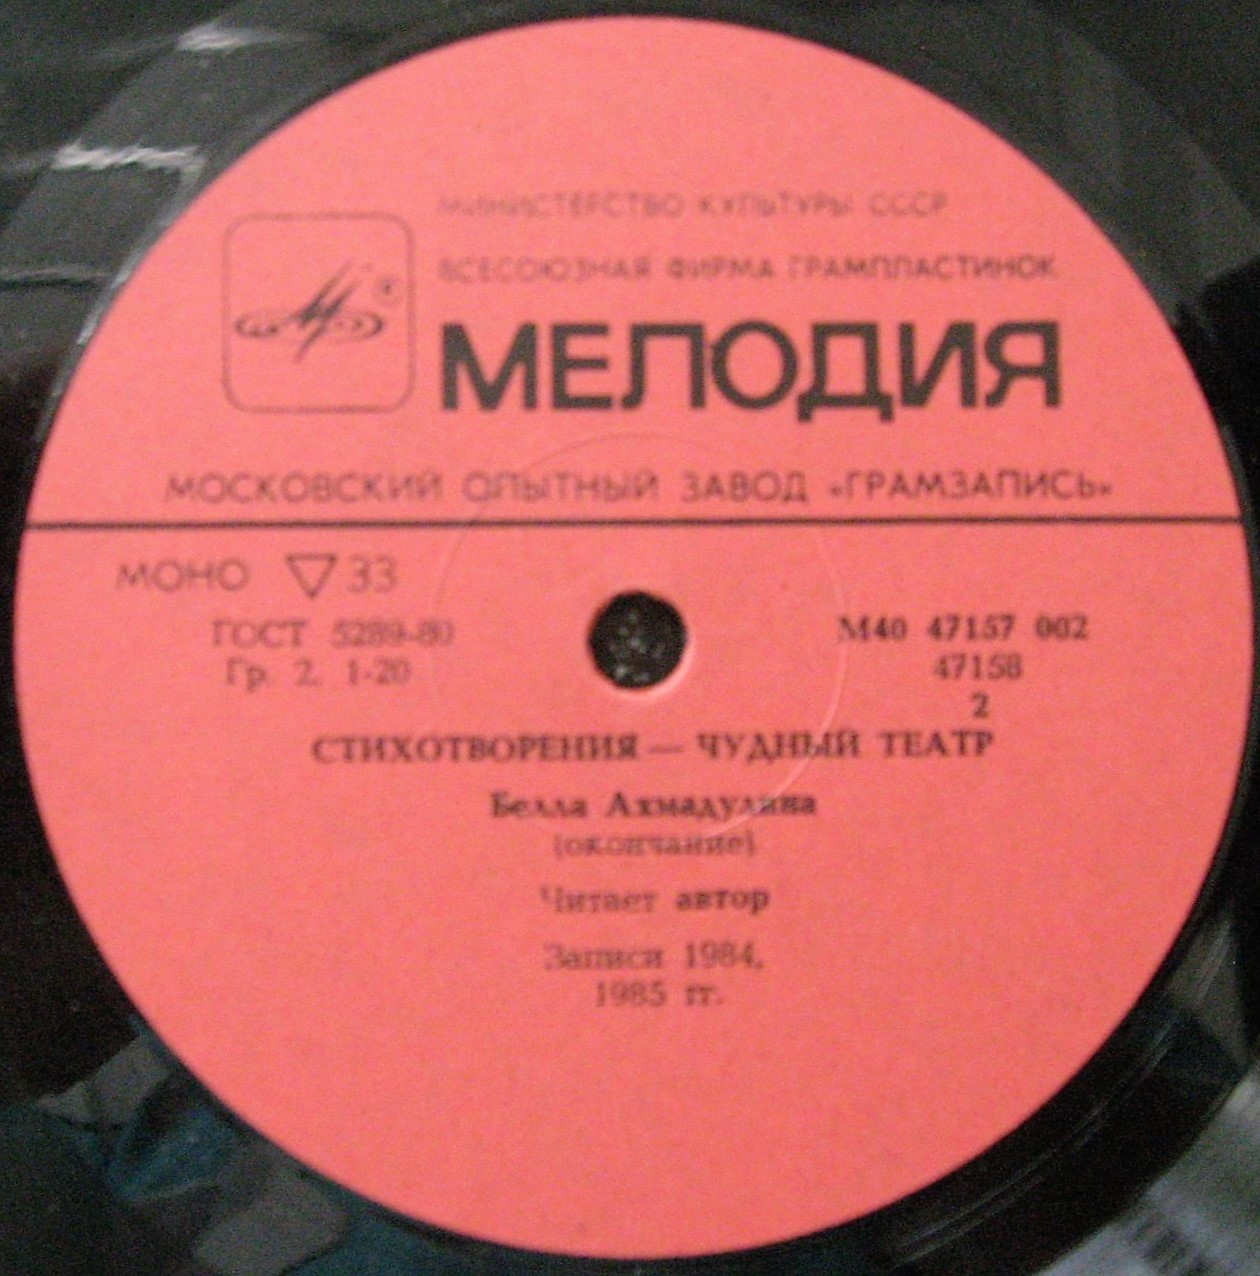 МИНИСТЕРСТВО КУЛЬТУРЫ СССР
ВСЕСОЮЗНАЯ ФИРМА ГРАМПЛАСТИНОК
МЕЛОДИЯ
МОСКОВСКИЙ ОПЫТНЫЙ ЗАВОД «ГРАМЗАПИСЬ»
МОНО ▽33
ГОСТ 5289-80
Гр. 2. 1-20
М40 47157 002
47158
2
СТИХОТВОРЕНИЯ — ЧУДНЫЙ ТЕАТР
Белла Ахмадулина
(окончание)
Читает автор
Записи 1984,
1985 гг.